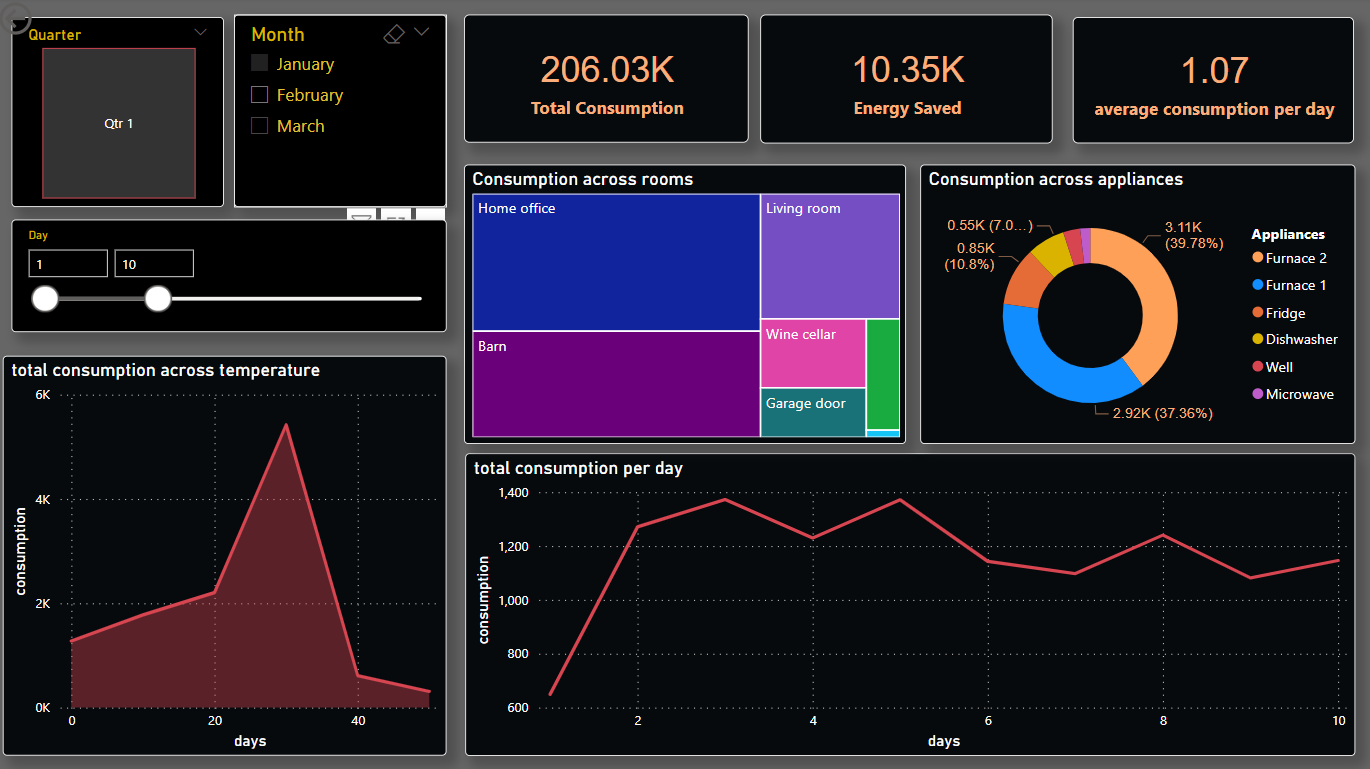 Quarter
Qtr 1
Month
January
February
March
206.03K
Total Consumption
10.35K
Energy Saved
1.07
average consumption per day
Day
1
10
Consumption across rooms
Home office
Living room
Barn
Wine cellar
Garage door
Consumption across appliances
0.55K (7.0...)
0.85K
(10.8%)
3.11K
(39.78%)
2.92K (37.36%)
Appliances
Furnace 2
Furnace 1
Fridge
Dishwasher
Well
Microwave
total consumption across temperature
consumption
6K
4K
2K
0K
0
20
40
days
total consumption per day
consumption
1,400
1,200
1,000
800
600
2
4
6
8
10
days